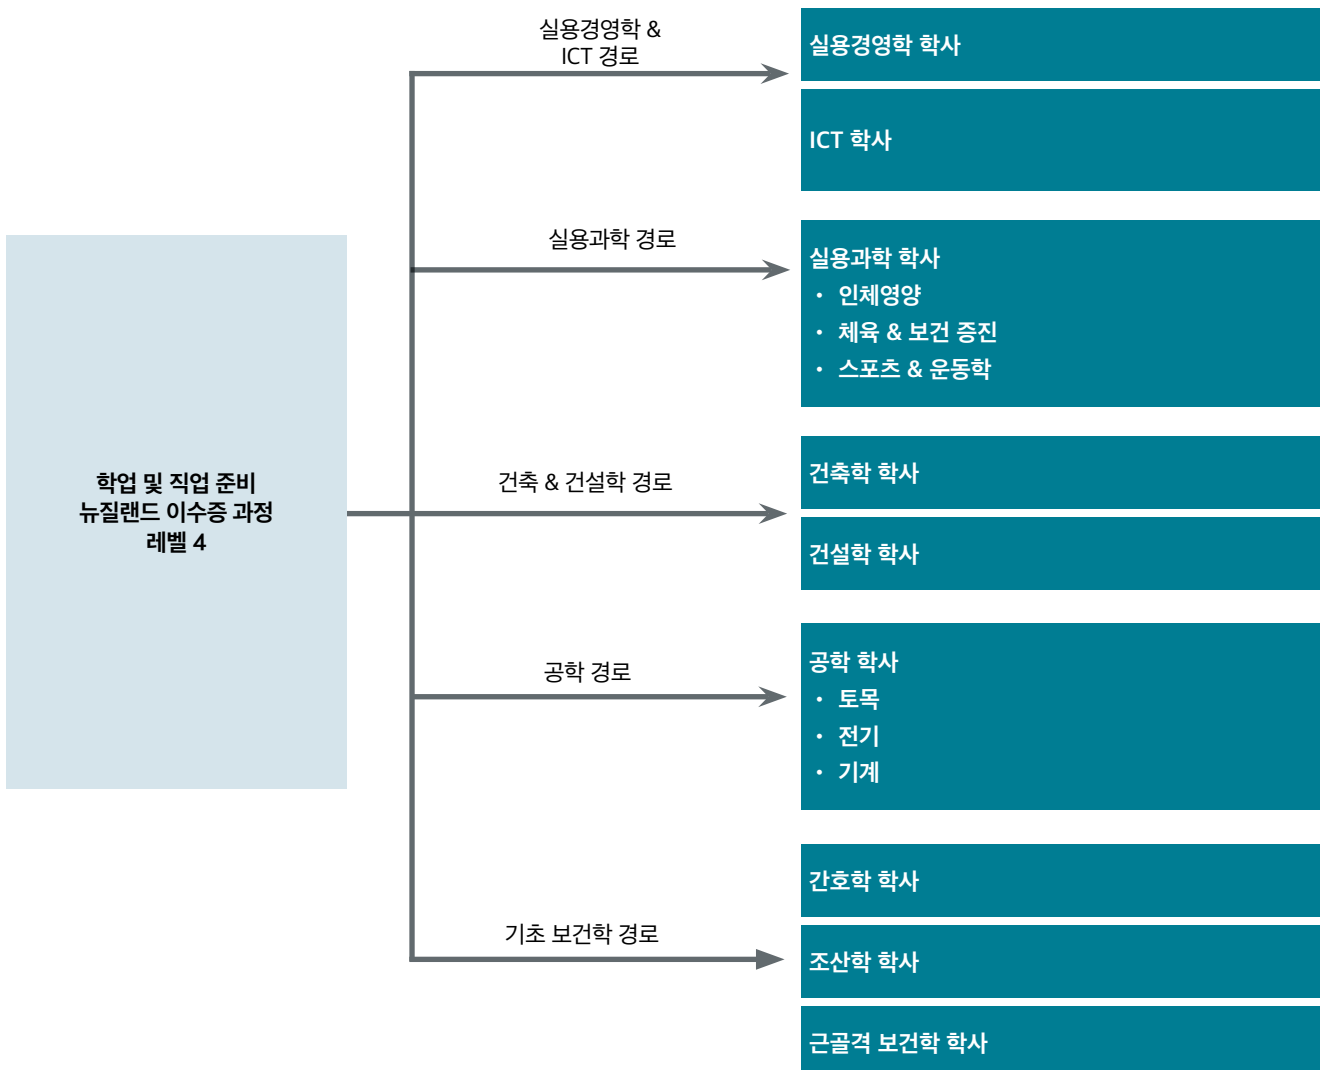 학업 및 직업 준비
뉴질랜드 이수증 과정
레벨 4
실용경영학 &
ICT 경로
실용경영학 학사
ICT 학사
실용과학 경로
실용과학 학사
• 인체영양
• 체육 & 보건 증진
• 스포츠 & 운동학
건축 & 건설학 경로
건축학 학사
건설학 학사
공학 경로
공학 학사
• 토목
• 전기
• 기계
기초 보건학 경로
간호학 학사
조산학 학사
근골격 보건학 학사